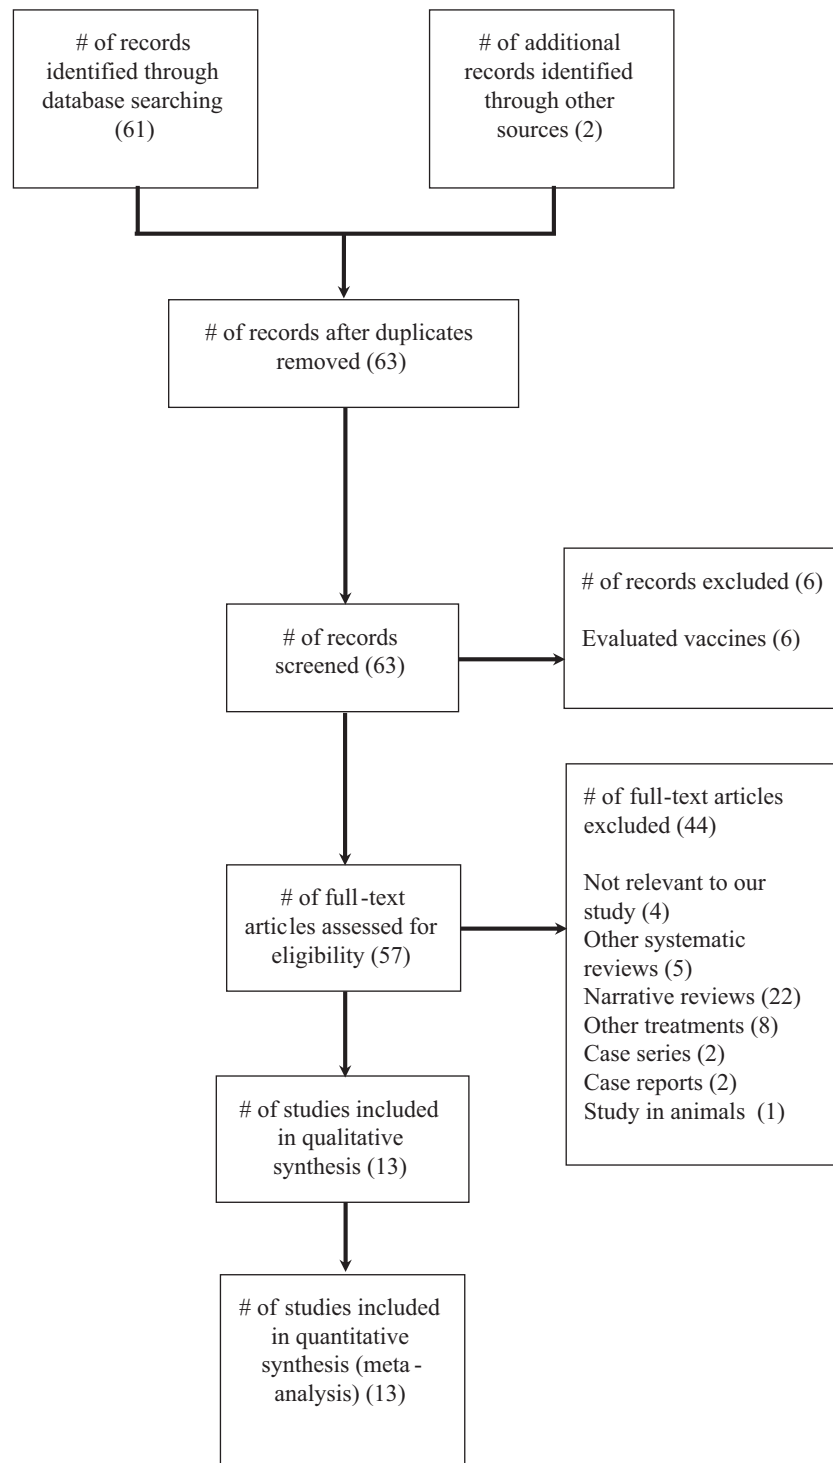 # of records
identified through
database searching
(61)
# of additional
records identified
through other
sources (2)
# of records after duplicates
removed (63)
# of records
screened (63)
# of records excluded (6)
Evaluated vaccines (6)
# of full-text
articles assessed for
eligibility (57)
# of full-text articles
excluded (44)
Not relevant to our
study (4)
Other systematic
reviews (5)
Narrative reviews (22)
Other treatments (8)
Case series (2)
Case reports (2)
Study in animals (1)
# of studies included
in qualitative
synthesis (13)
# of studies included
in quantitative
synthesis (meta-
analysis) (13)